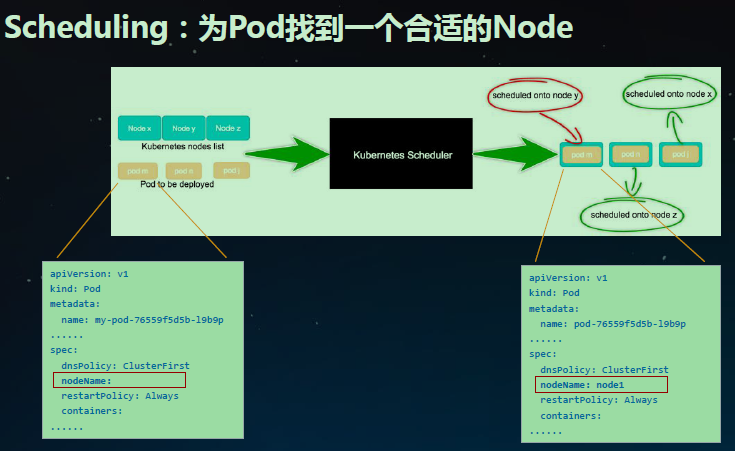 Scheduling：为Pod找到一个合适的Node
Node x
Node y
Node z
Kubernetes nodes list
pod m
pod n
pod j
Pod to be deployed
Kubernetes Scheduler
scheduled onto node y
scheduled onto node x
pod m
pod n
pod j
scheduled onto node z
apiVersion: v1
kind: Pod
metadata:
name: my-pod-76559f5d5b-l9b9p
......
spec:
dnsPolicy: ClusterFirst
nodeName:
restartPolicy: Always
containers:
......
apiVersion: v1
kind: Pod
metadata:
name: pod-76559f5d5b-l9b9p
......
spec:
dnsPolicy: ClusterFirst
nodeName: node1
restartPolicy: Always
containers:
......